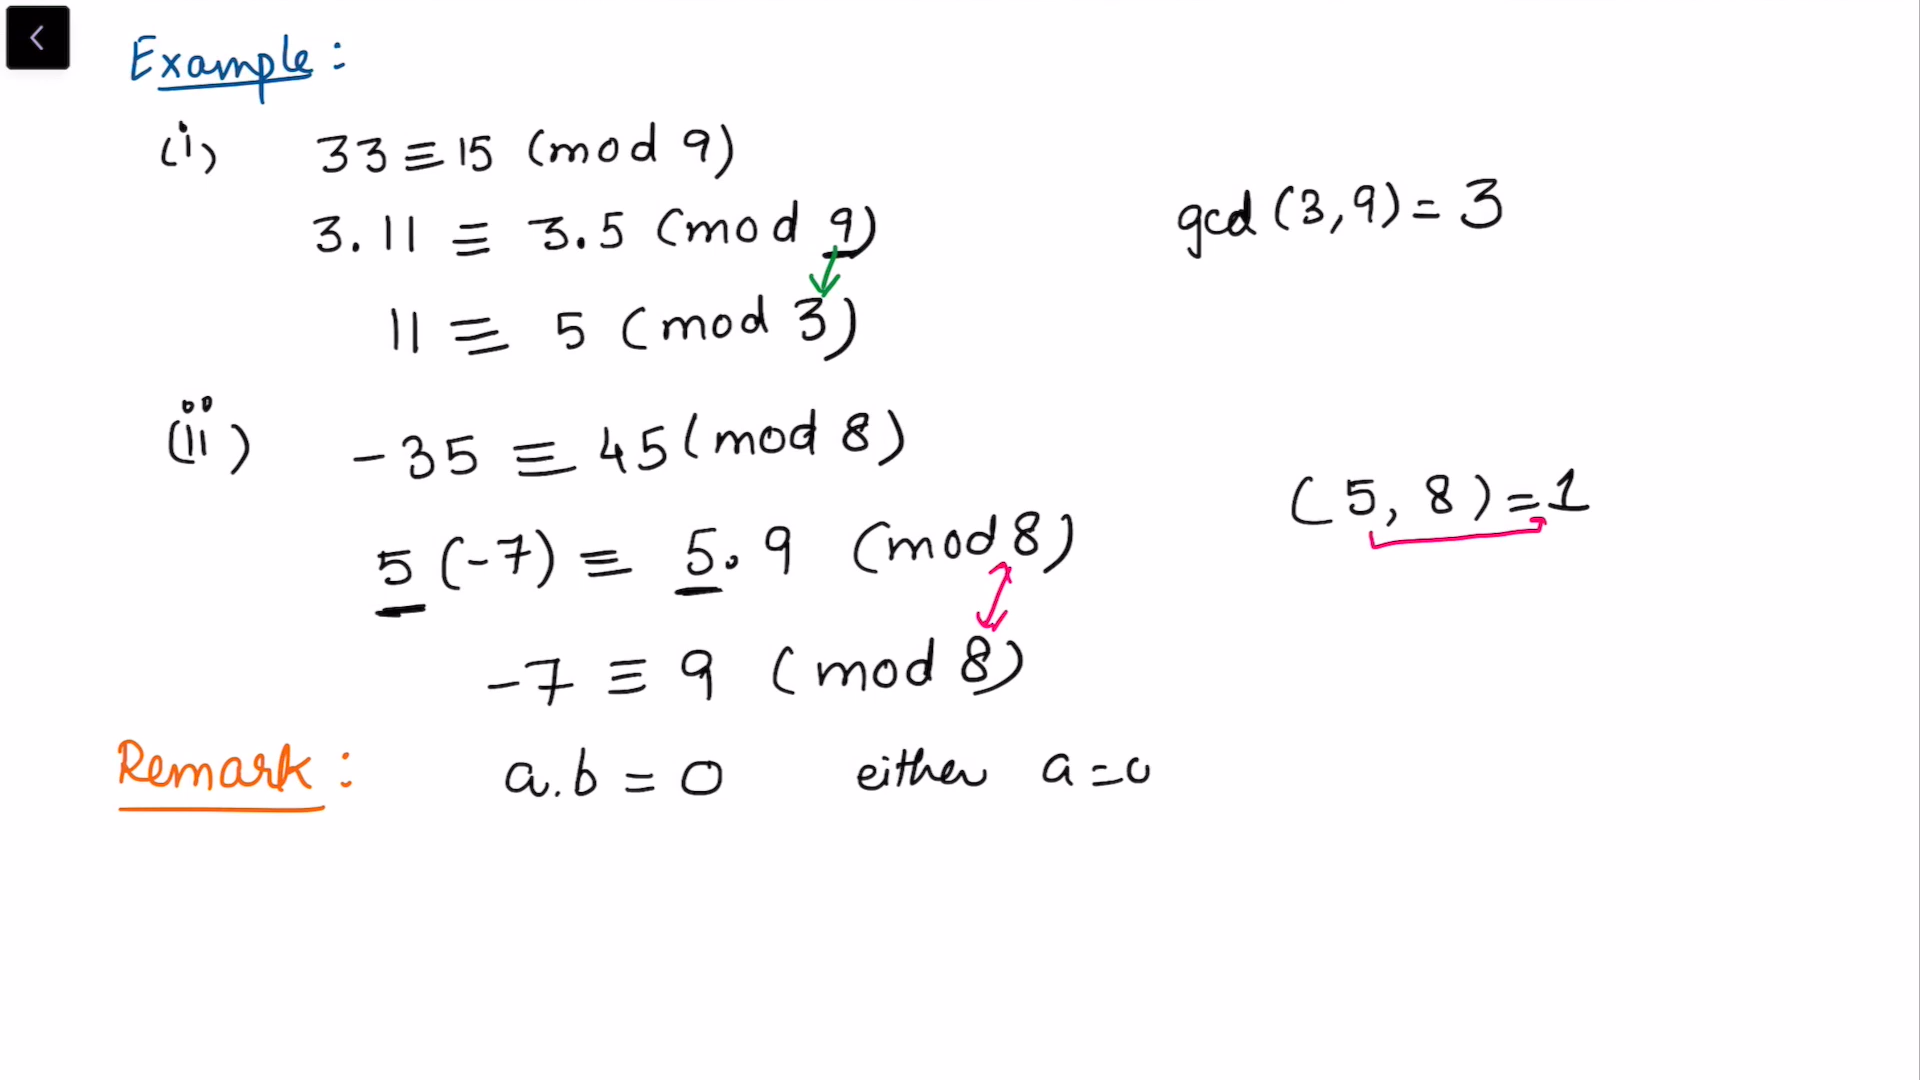 Example :
(i) 33 ≡ 15 (mod 9)
3.11 ≡ 3.5 (mod 9) gcd (3,9) = 3
11 ≡ 5 (mod 3)
(ii) -35 ≡ 45 (mod 8)
(5, 8) = 1
5 (-7) ≡ 5.9 (mod 8)
-7 ≡ 9 (mod 8)
Remark : a.b = 0 either a = 0